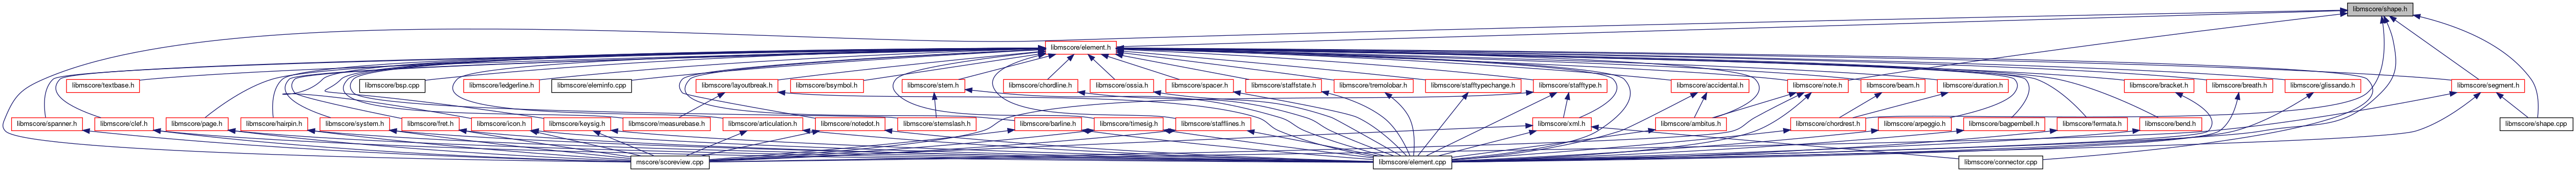 libmscore/shape.h
libmscore/element.h
libmscore/textbase.h
libmscore/bsp.cpp
libmscore/ledgerline.h
libmscore/eleminfo.cpp
libmscore/layoutbreak.h
libmscore/bsymbol.h
libmscore/stem.h
libmscore/chordline.h
libmscore/ossia.h
libmscore/spacer.h
libmscore/staffstate.h
libmscore/tremolobar.h
libmscore/stafftypechange.h
libmscore/stafftype.h
libmscore/accidental.h
libmscore/note.h
libmscore/beam.h
libmscore/duration.h
libmscore/bracket.h
libmscore/breath.h
libmscore/glissando.h
libmscore/segment.h
libmscore/spanner.h
libmscore/clef.h
libmscore/page.h
libmscore/hairpin.h
libmscore/system.h
libmscore/fret.h
libmscore/icon.h
libmscore/keysig.h
libmscore/measurebase.h
libmscore/articulation.h
libmscore/notedot.h
libmscore/stemslash.h
libmscore/barline.h
libmscore/timesig.h
libmscore/stafflines.h
libmscore/xml.h
libmscore/ambitus.h
libmscore/chordrest.h
libmscore/arpeggio.h
libmscore/bagpembell.h
libmscore/fermata.h
libmscore/bend.h
libmscore/shape.cpp
mscore/scoreview.cpp
libmscore/element.cpp
libmscore/connector.cpp